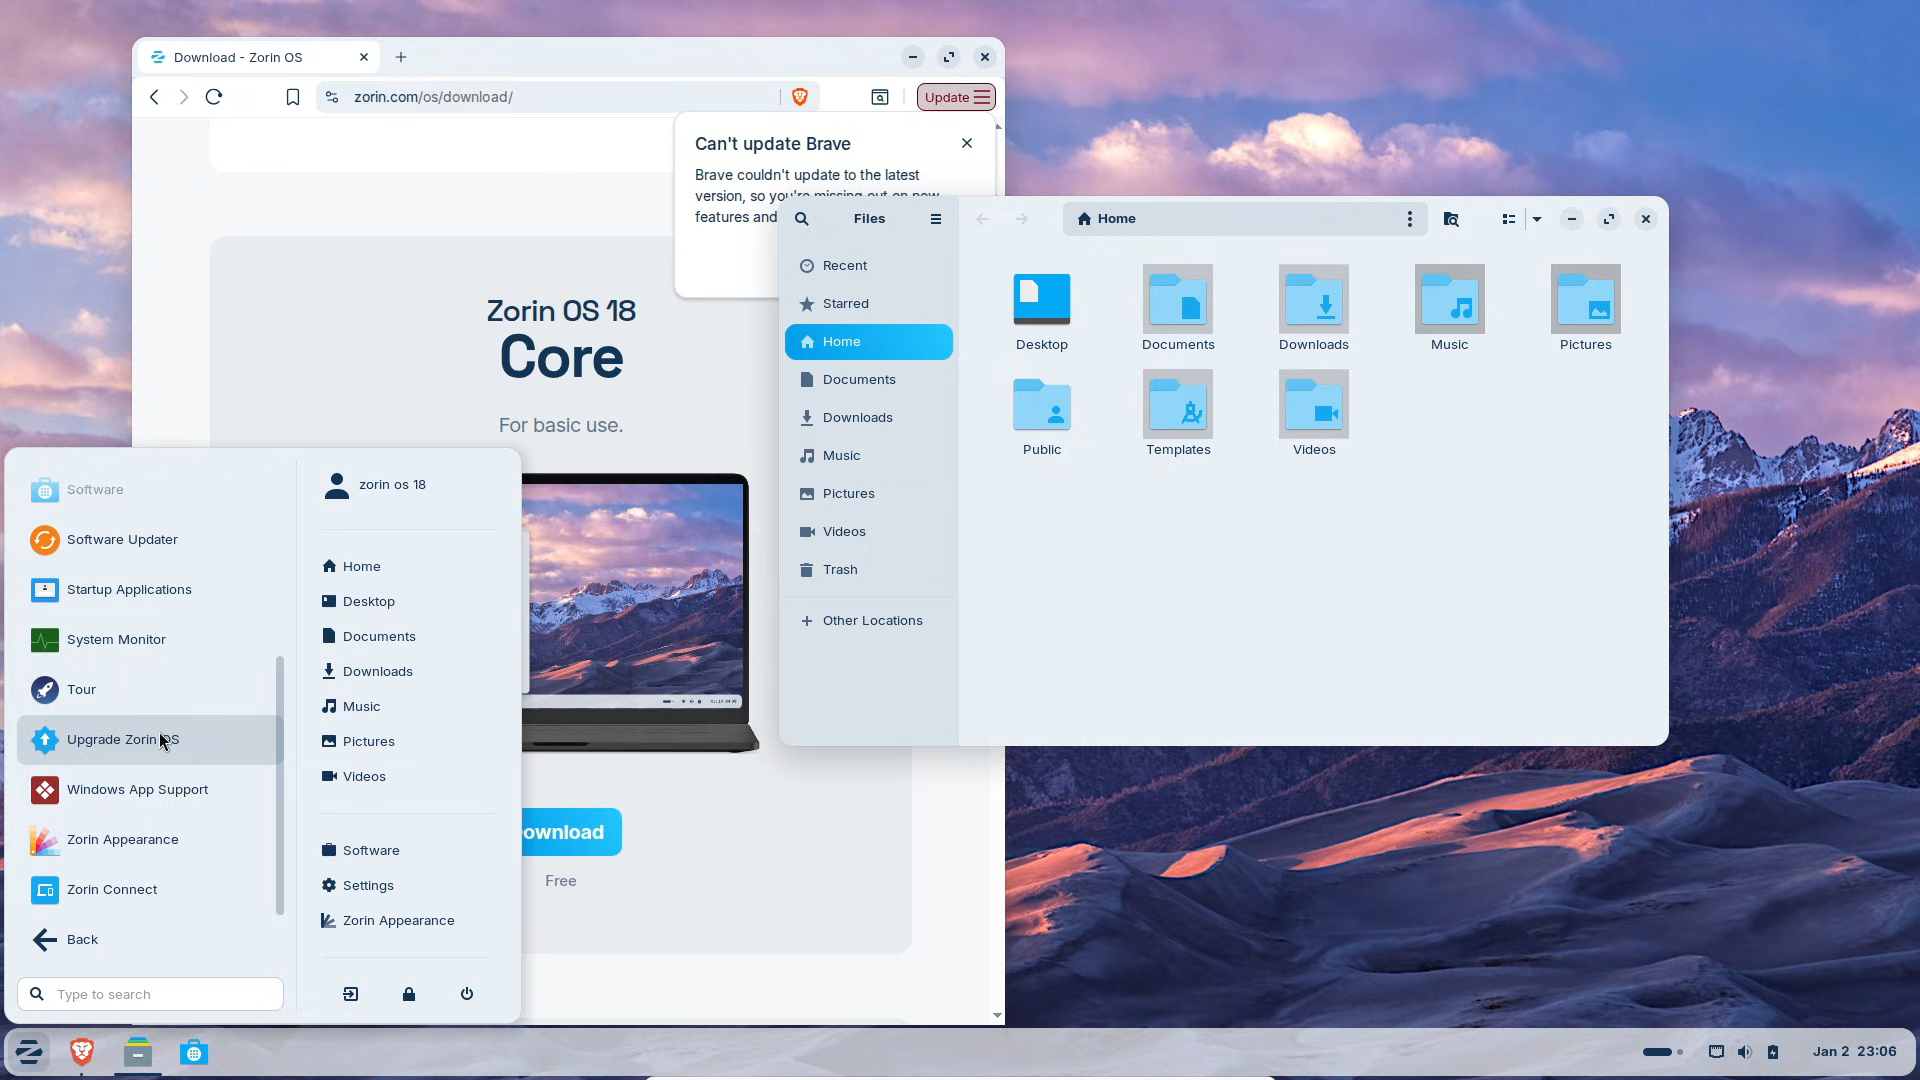 Download - Zorin OS
zorin.com/os/download/
Update
Can't update Brave
Brave couldn't update to the latest
version, so you're missing out on new
features and
Zorin OS 18
Core
For basic use.
ownload
Free
Files
Home
Recent
Starred
Home
Documents
Downloads
Music
Pictures
Videos
Trash
Other Locations
Desktop
Documents
Downloads
Music
Pictures
Public
Templates
Videos
Software
Software Updater
Startup Applications
System Monitor
Tour
Upgrade Zorin OS
Windows App Support
Zorin Appearance
Zorin Connect
Back
Type to search
zorin os 18
Home
Desktop
Documents
Downloads
Music
Pictures
Videos
Software
Settings
Zorin Appearance
Jan 2 23:06